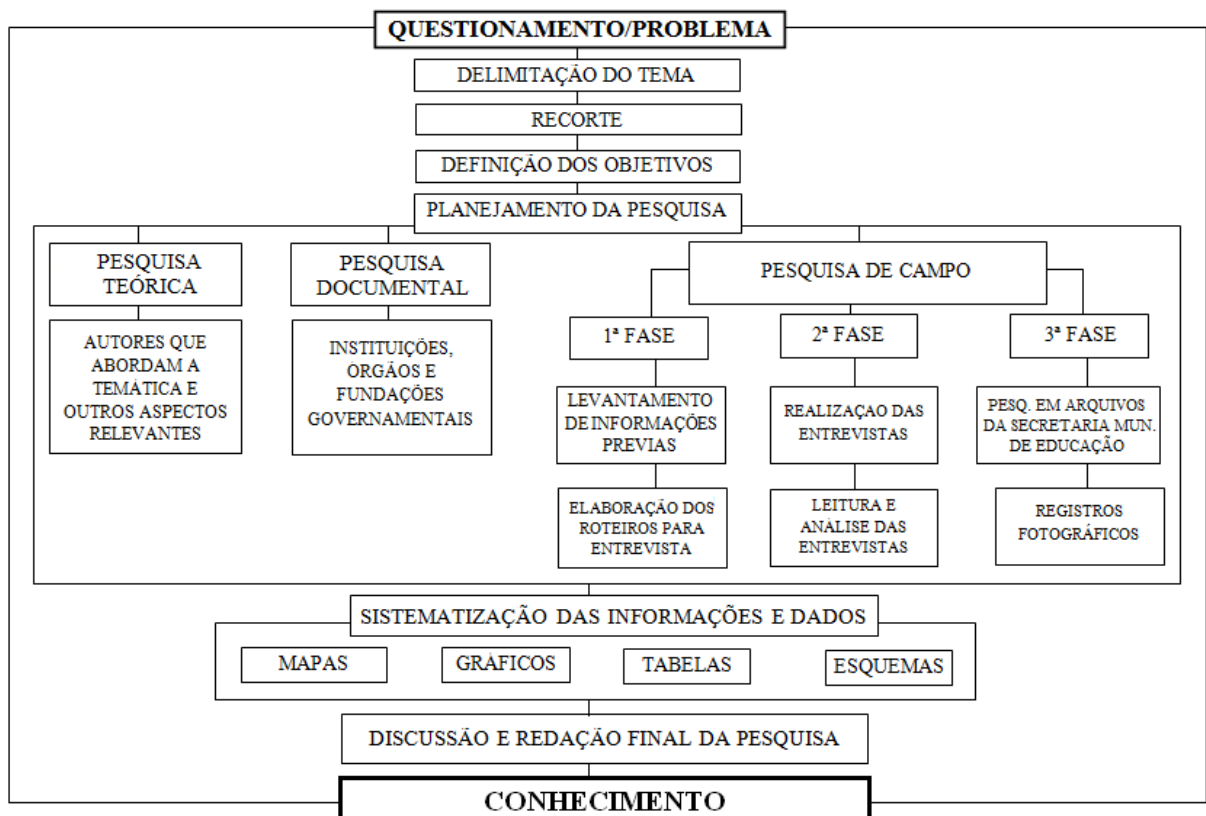 QUESTIONAMENTO/PROBLEMA
DELIMITAÇÃO DO TEMA
RECORTE
DEFINIÇÃO DOS OBJETIVOS
PLANEJAMENTO DA PESQUISA
PESQUISA
TEÓRICA
AUTORES QUE
ABORDAM A
TEMÁTICA E
OUTROS ASPECTOS
RELEVANTES
PESQUISA
DOCUMENTAL
INSTITUIÇÕES,
ÓRGÃOS E
FUNDAÇÕES
GOVERNAMENTAIS
PESQUISA DE CAMPO
1ª FASE
LEVANTAMENTO
DE INFORMAÇÕES
PREVIAS
ELABORAÇÃO DOS
ROTEIROS PARA
ENTREVISTA
2ª FASE
REALIZAÇAO DAS
ENTREVISTAS
LEITURA E
ANÁLISE DAS
ENTREVISTAS
3ª FASE
PESQ. EM ARQUIVOS
DA SECRETARIA MUN.
DE EDUCAÇÃO
REGISTROS
FOTOGRÁFICOS
SISTEMATIZAÇÃO DAS INFORMAÇÕES E DADOS
MAPAS
GRÁFICOS
TABELAS
ESQUEMAS
DISCUSSÃO E REDAÇÃO FINAL DA PESQUISA
CONHECIMENTO